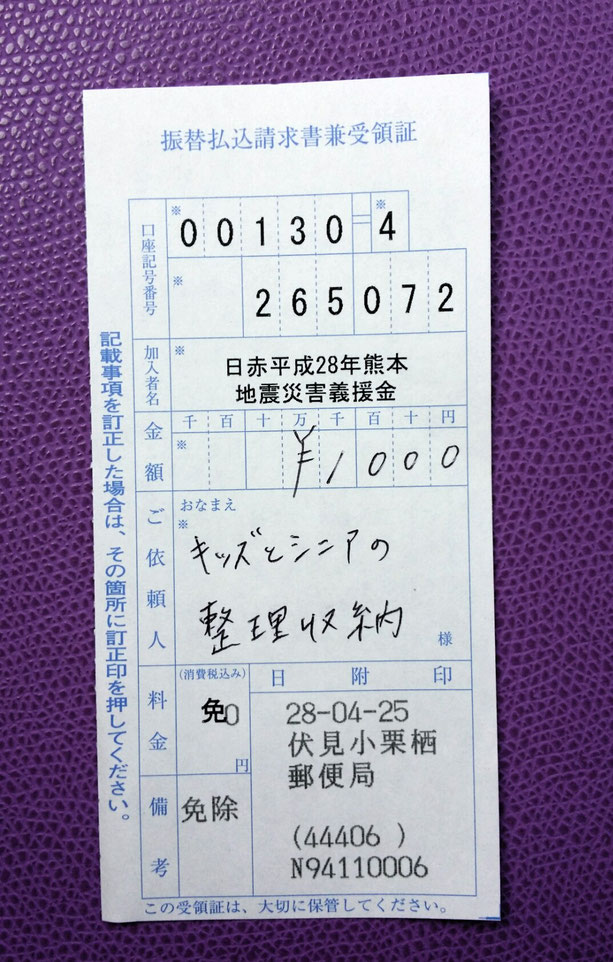 振替払込請求書兼受領証
口座記号番号
※ ※
00130=4
※
265072
加入者名
※
日赤平成28年熊本
地震災害義援金
金額
千百十万千百十円
※
¥1000
ご依頼人
おなまえ
※
キッズとシニアの
整理収納
様
料金
(消費税込み)
免0
円
備考
免除
日附印
28-04-25
伏見小栗栖
郵便局
(44406 )
N94110006
この受領証は、大切に保管してください。
記載事項を訂正した場合は、その箇所に訂正印を押してください。